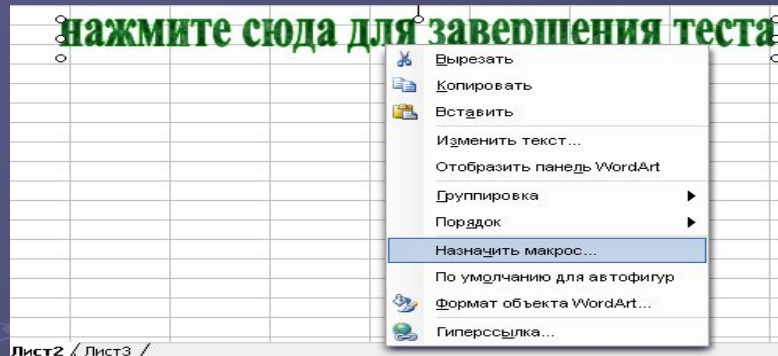 нажмите сюда для завершения теста
Вырезать
Копировать
Вставить
Изменить текст...
Отобразить панель WordArt
Группировка
Порядок
Назначить макрос...
По умолчанию для автофигур
Формат объекта WordArt...
Гиперссылка...
Лист2 / Лист3 /